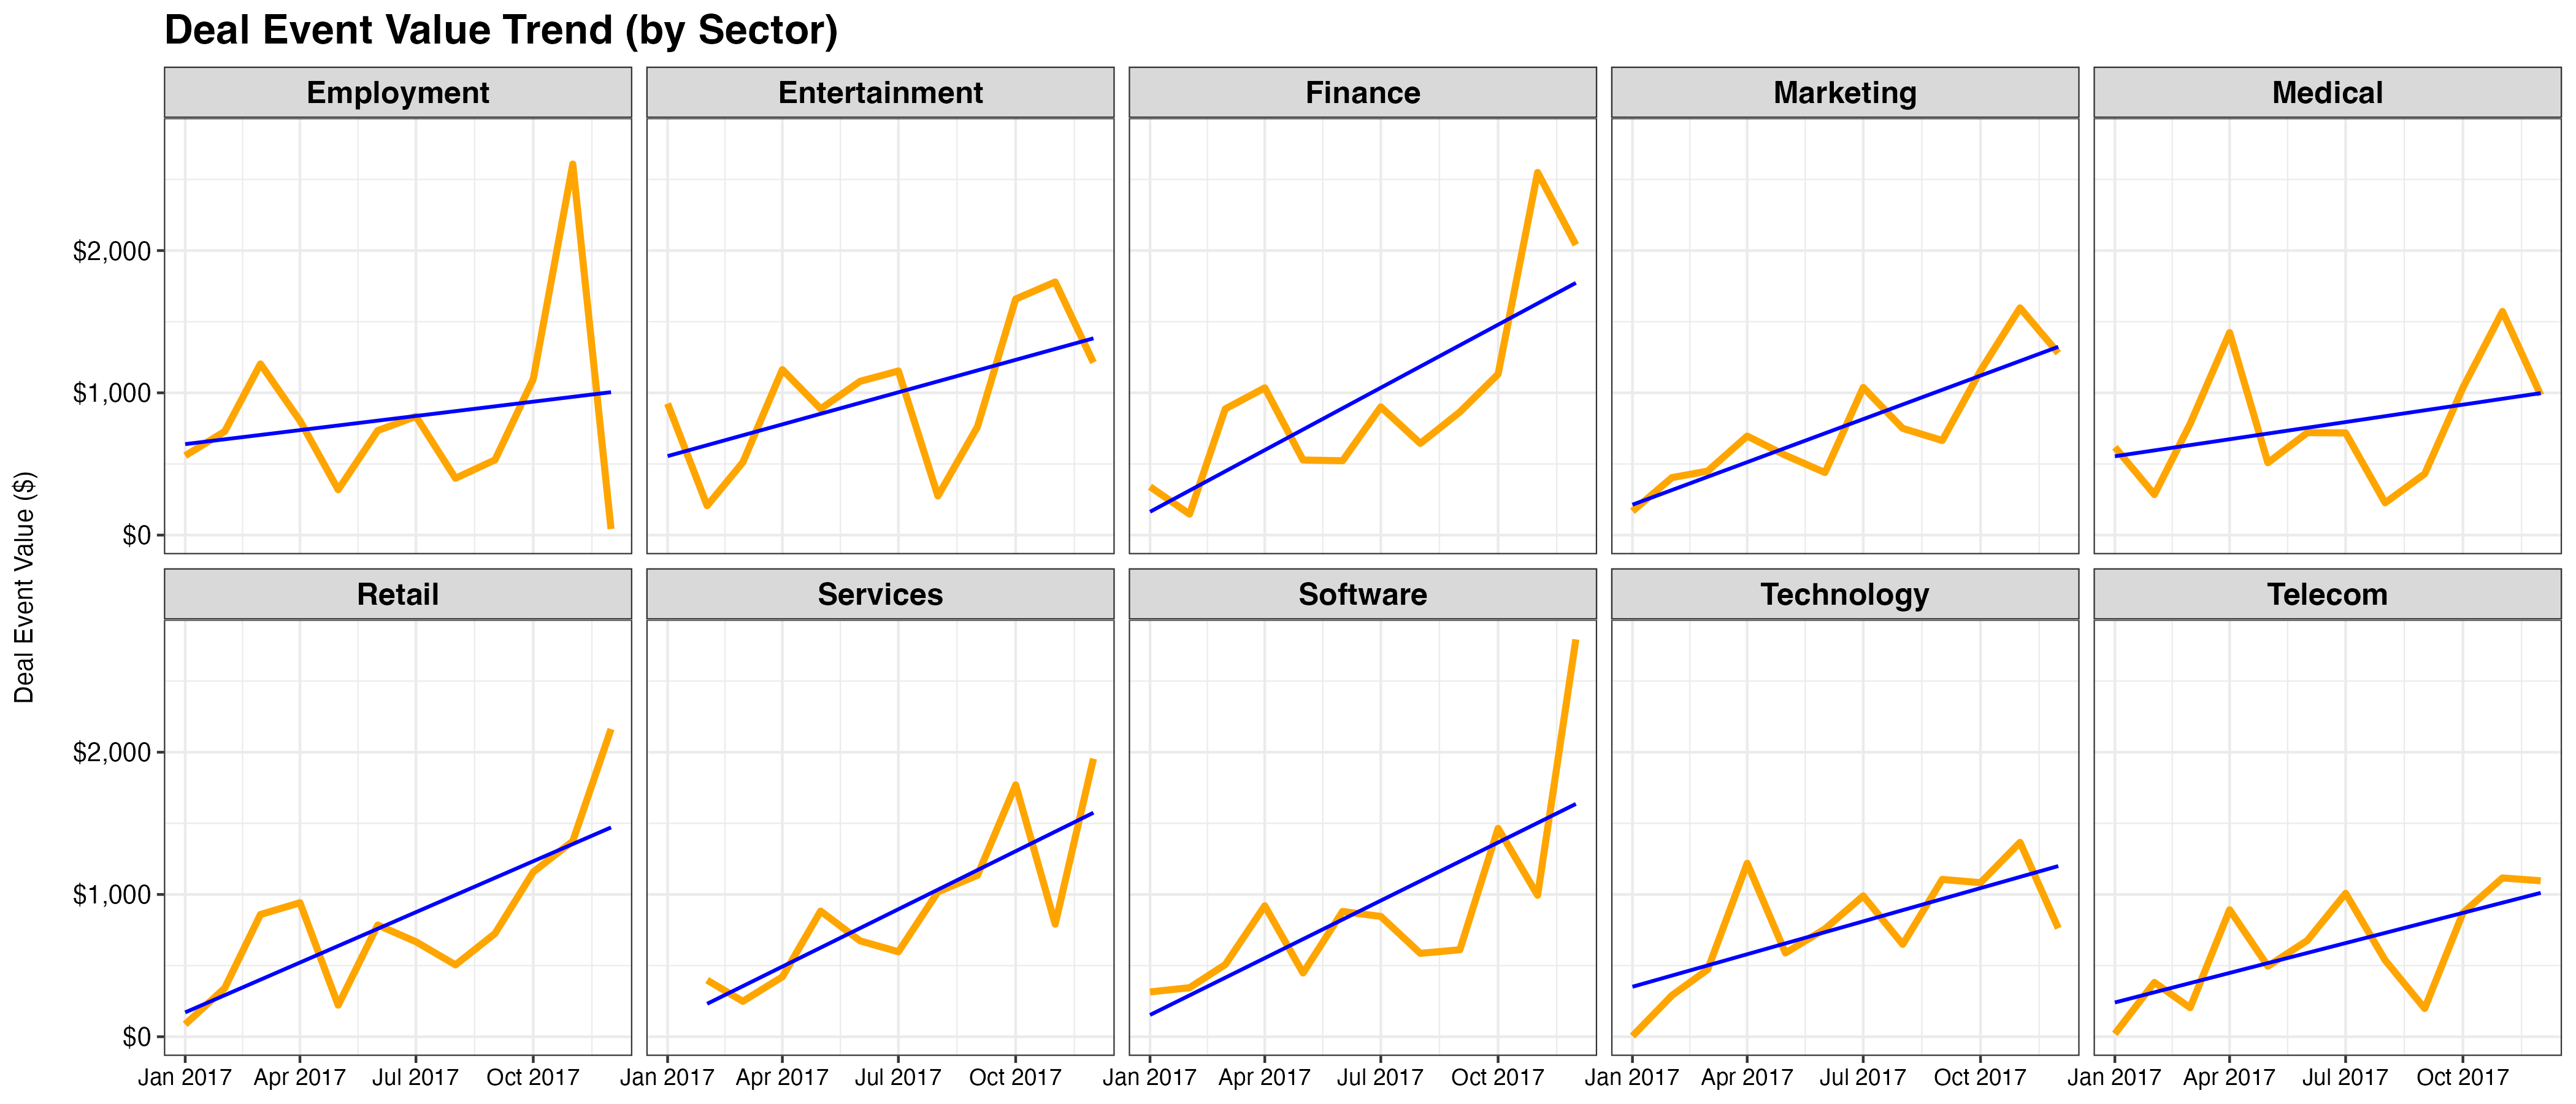 Deal Event Value Trend (by Sector)
Employment Entertainment Finance Marketing Medical
$2,000
$1,000
$0
Deal Event Value ($)
Retail Services Software Technology Telecom
$2,000
$1,000
$0
Jan 2017 Apr 2017 Jul 2017 Oct 2017 Jan 2017 Apr 2017 Jul 2017 Oct 2017 Jan 2017 Apr 2017 Jul 2017 Oct 2017 Jan 2017 Apr 2017 Jul 2017 Oct 2017 Jan 2017 Apr 2017 Jul 2017 Oct 2017